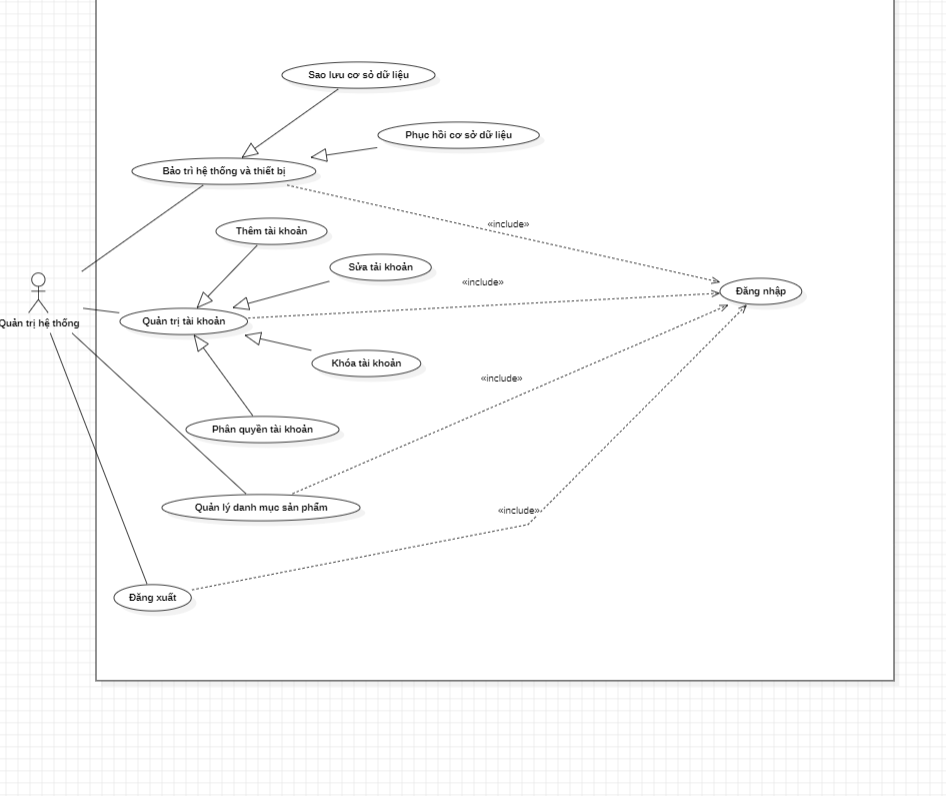 Sao lưu cơ sỏ dữ liệu
Phục hồi cơ sở dữ liệu
Bảo trì hệ thống và thiết bị
Thêm tài khoản
«include»
Sửa tải khoản
«include»
Đăng nhập
Quản trị hệ thống
Quản trị tài khoản
Khóa tài khoản
«include»
Phân quyền tài khoản
Quản lý danh mục sản phẩm
«include»
Đăng xuất